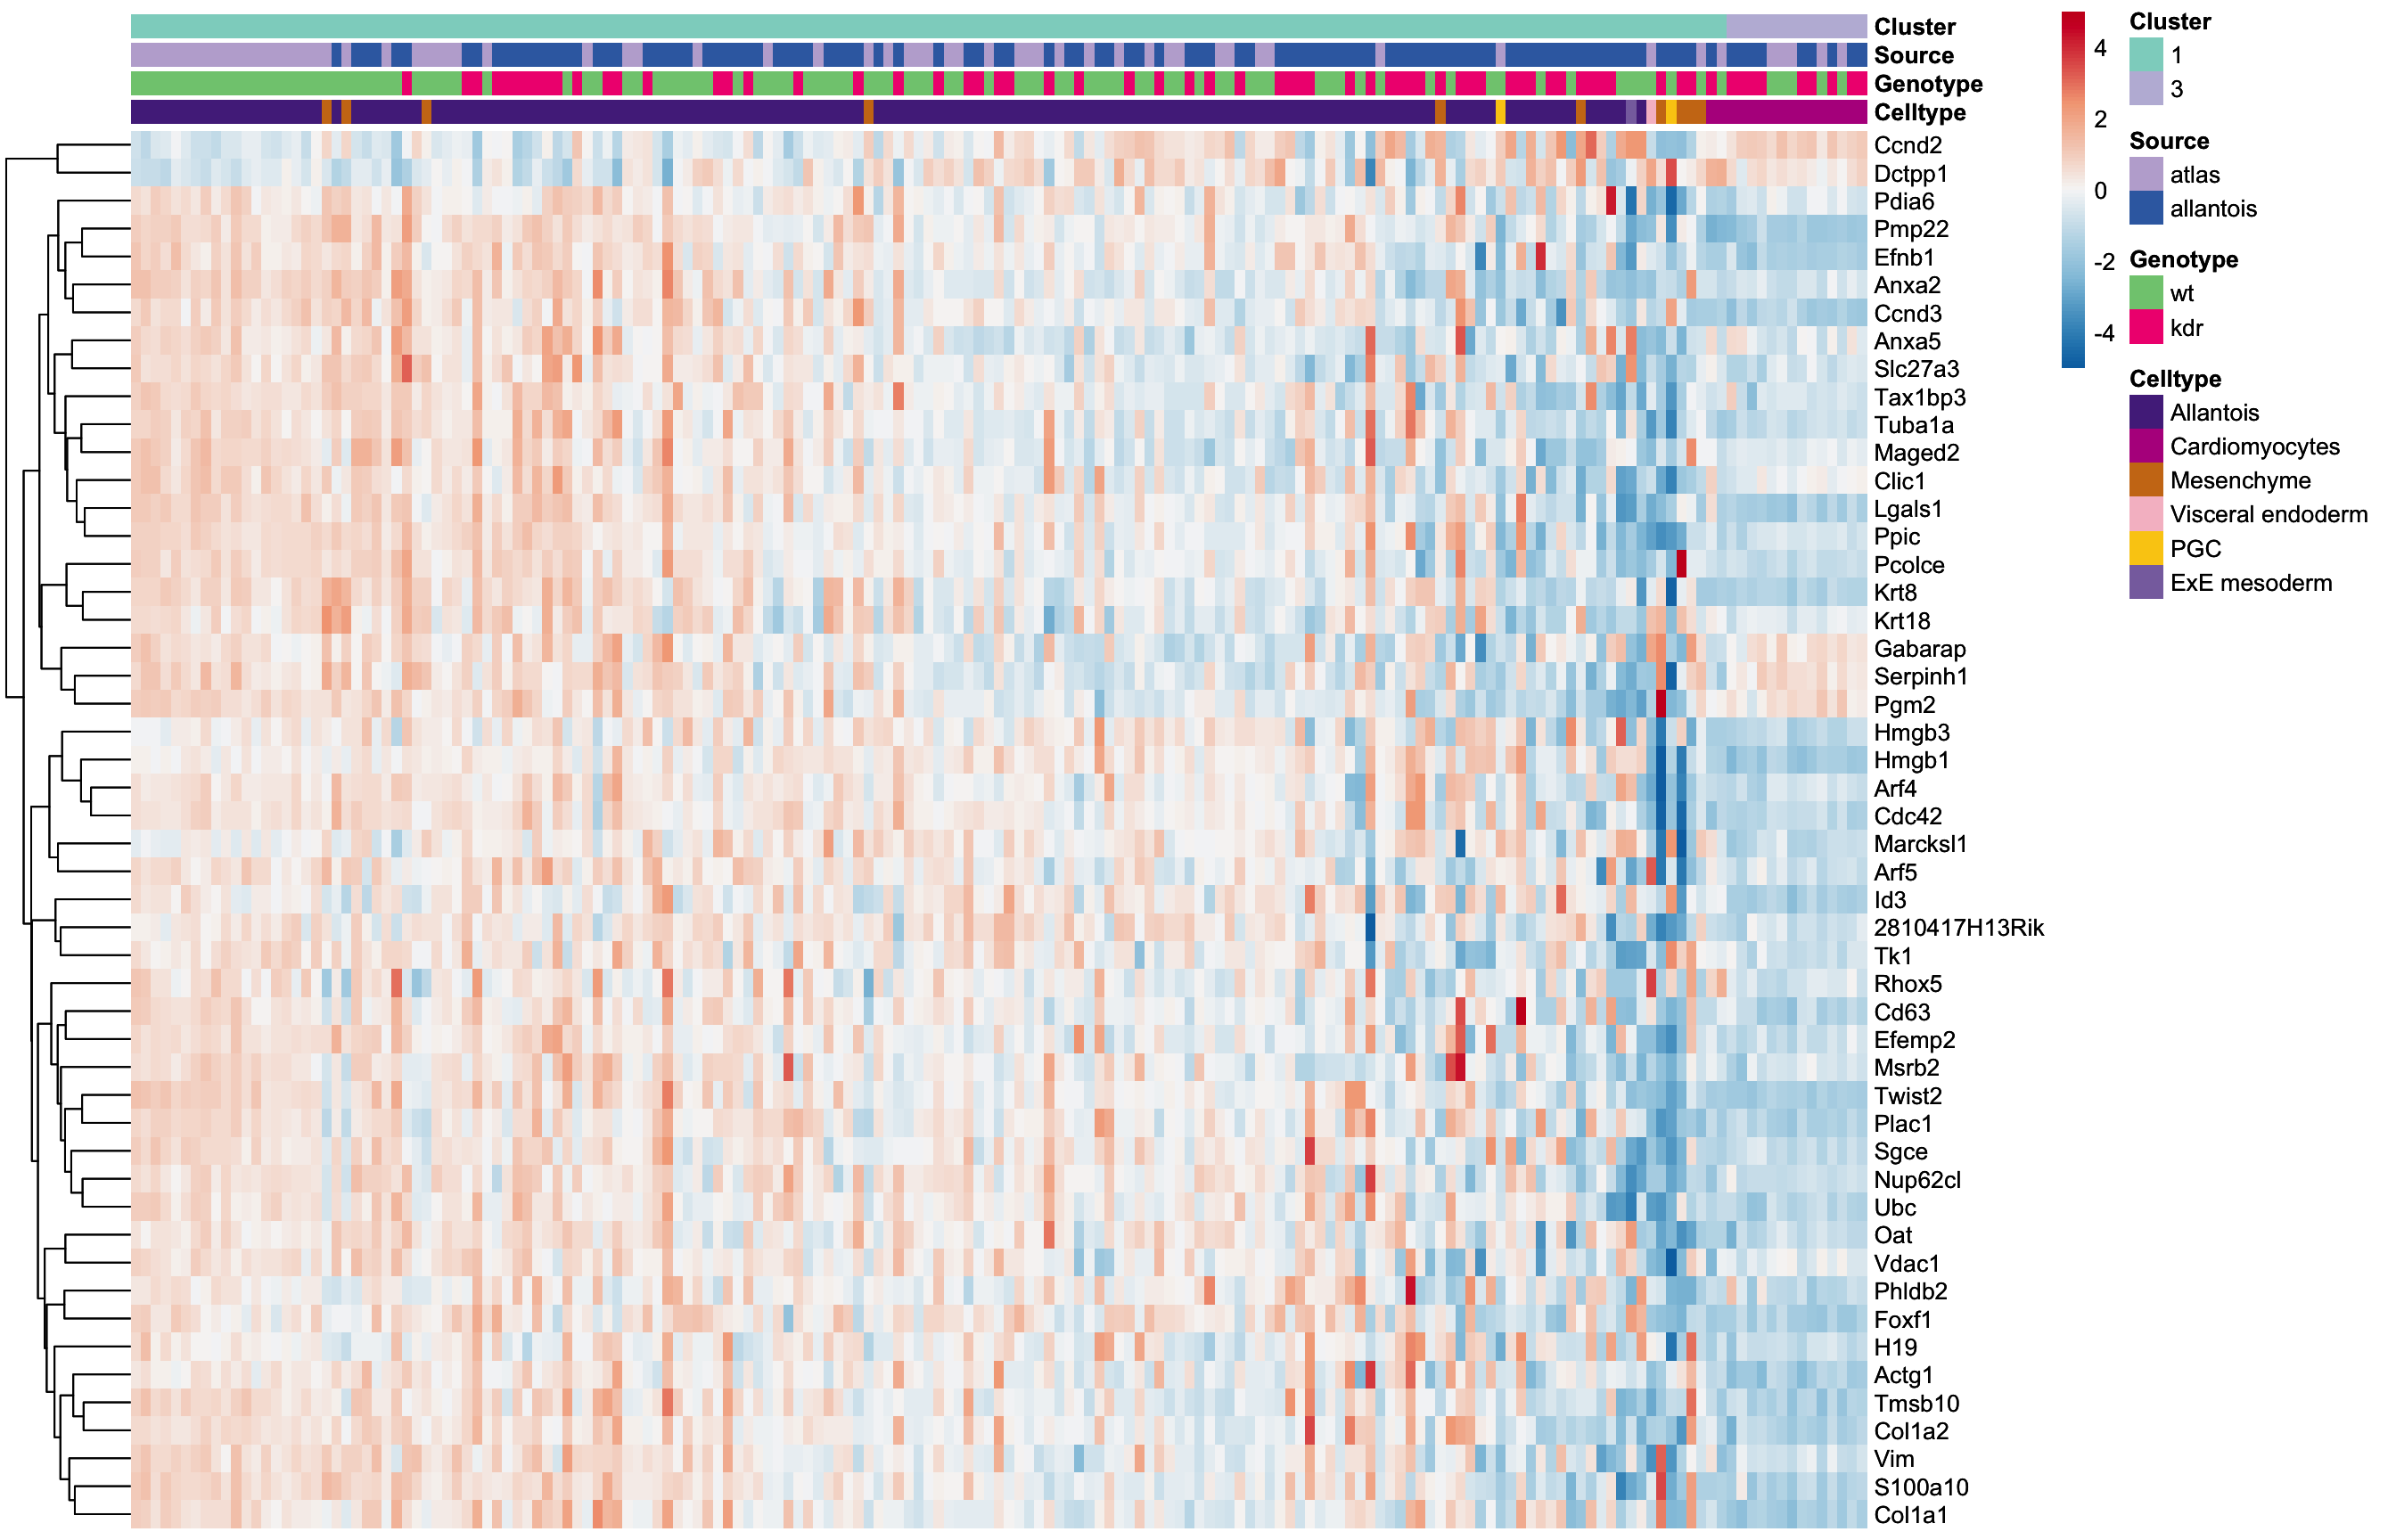 Cluster
Source
Genotype
Celltype
Ccnd2
Dctpp1
Pdia6
Pmp22
Efnb1
Anxa2
Ccnd3
Anxa5
Slc27a3
Tax1bp3
Tuba1a
Maged2
Clic1
Lgals1
Ppic
Pcolce
Krt8
Krt18
Gabarap
Serpinh1
Pgm2
Hmgb3
Hmgb1
Arf4
Cdc42
Marcksl1
Arf5
Id3
2810417H13Rik
Tk1
Rhox5
Cd63
Efemp2
Msrb2
Twist2
Plac1
Sgce
Nup62cl
Ubc
Oat
Vdac1
Phldb2
Foxf1
H19
Actg1
Tmsb10
Col1a2
Vim
S100a10
Col1a1
4
2
0
-2
-4
Cluster
1
3
Source
atlas
allantois
Genotype
wt
kdr
Celltype
Allantois
Cardiomyocytes
Mesenchyme
Visceral endoderm
PGC
ExE mesoderm